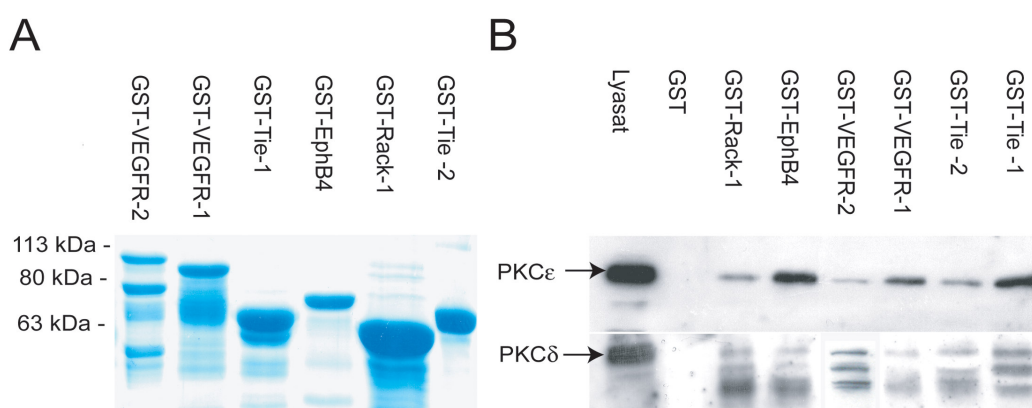 A
GST-VEGFR-2
GST-VEGFR-1
GST-Tie-1
GST-EphB4
GST-Rack-1
GST-Tie -2
113 kDa -
80 kDa -
63 kDa -
B
Lyasat
GST
GST-Rack-1
GST-EphB4
GST-VEGFR-2
GST-VEGFR-1
GST-Tie -2
GST-Tie -1
PKCε
PKCδ